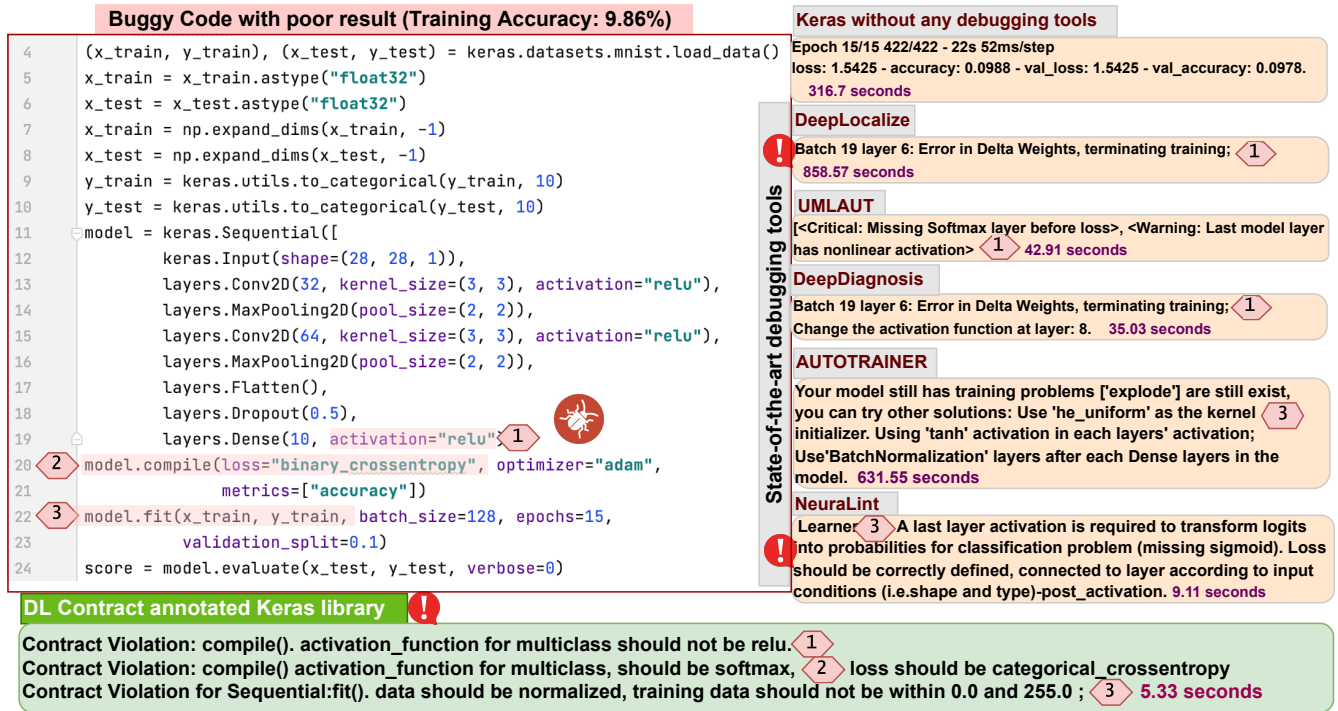 Buggy Code with poor result (Training Accuracy: 9.86%)
4 (x_train, y_train), (x_test, y_test) = keras.datasets.mnist.load_data()
5 x_train = x_train.astype("float32")
6 x_test = x_test.astype("float32")
7 x_train = np.expand_dims(x_train, -1)
8 x_test = np.expand_dims(x_test, -1)
9 y_train = keras.utils.to_categorical(y_train, 10)
10 y_test = keras.utils.to_categorical(y_test, 10)
11 model = keras.Sequential([
12 keras.Input(shape=(28, 28, 1)),
13 layers.Conv2D(32, kernel_size=(3, 3), activation="relu"),
14 layers.MaxPooling2D(pool_size=(2, 2)),
15 layers.Conv2D(64, kernel_size=(3, 3), activation="relu"),
16 layers.MaxPooling2D(pool_size=(2, 2)),
17 layers.Flatten(),
18 layers.Dropout(0.5),
19 layers.Dense(10, activation="relu" 1
20 2 model.compile(loss="binary_crossentropy", optimizer="adam",
21 metrics=["accuracy"])
22 3 model.fit(x_train, y_train, batch_size=128, epochs=15,
23 validation_split=0.1)
24 score = model.evaluate(x_test, y_test, verbose=0)
State-of-the-art debugging tools
Keras without any debugging tools
Epoch 15/15 422/422 - 22s 52ms/step
loss: 1.5425 - accuracy: 0.0988 - val_loss: 1.5425 - val_accuracy: 0.0978.
316.7 seconds
DeepLocalize
Batch 19 layer 6: Error in Delta Weights, terminating training; 1
858.57 seconds
UMLAUT
[<Critical: Missing Softmax layer before loss>, <Warning: Last model layer
has nonlinear activation> 1 42.91 seconds
DeepDiagnosis
Batch 19 layer 6: Error in Delta Weights, terminating training; 1
Change the activation function at layer: 8. 35.03 seconds
AUTOTRAINER
Your model still has training problems ['explode'] are still exist,
you can try other solutions: Use 'he_uniform' as the kernel 3
initializer. Using 'tanh' activation in each layers' activation;
Use'BatchNormalization' layers after each Dense layers in the
model. 631.55 seconds
NeuraLint
Learner 3 A last layer activation is required to transform logits
into probabilities for classification problem (missing sigmoid). Loss
should be correctly defined, connected to layer according to input
conditions (i.e.shape and type)-post_activation. 9.11 seconds
DL Contract annotated Keras library
Contract Violation: compile(). activation_function for multiclass should not be relu. 1
Contract Violation: compile() activation_function for multiclass, should be softmax, 2 loss should be categorical_crossentropy
Contract Violation for Sequential:fit(). data should be normalized, training data should not be within 0.0 and 255.0 ; 3 5.33 seconds